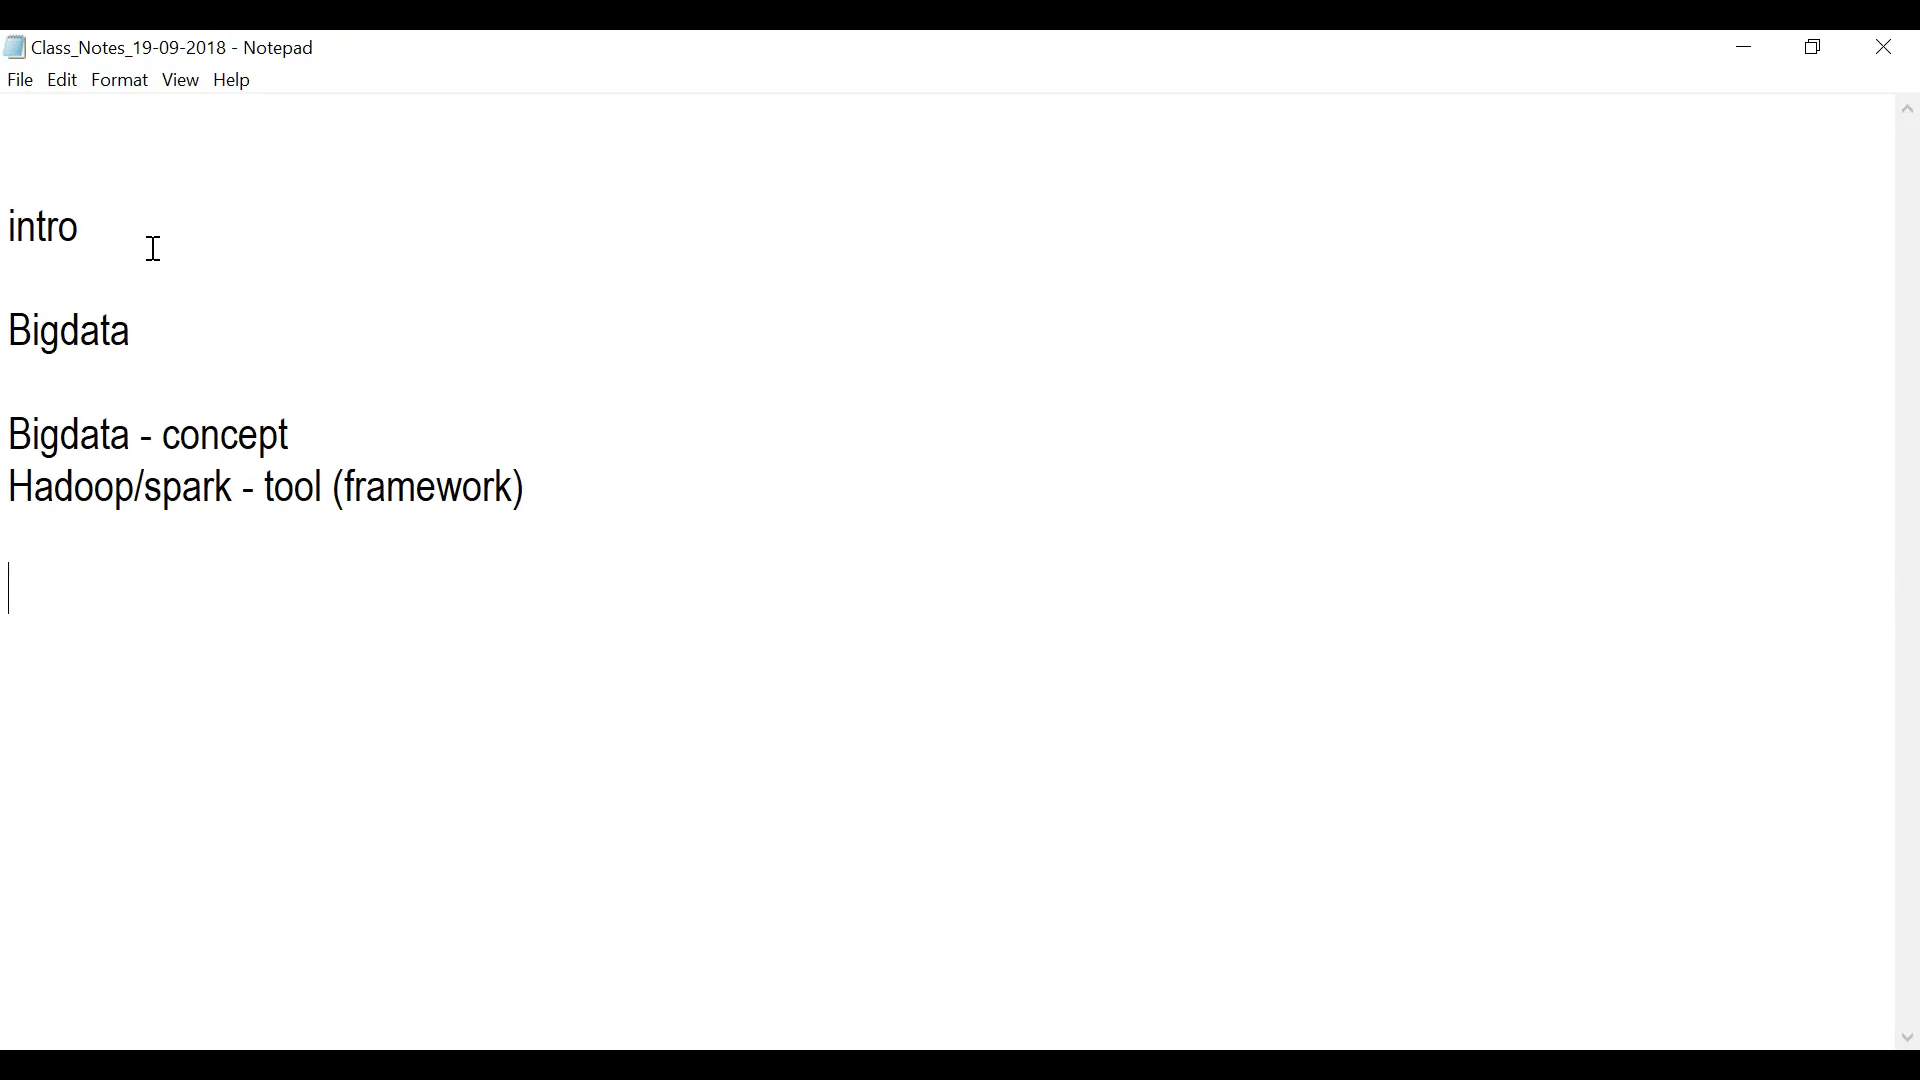 Class_Notes_19-09-2018 - Notepad
File Edit Format View Help
intro
Bigdata
Bigdata - concept
Hadoop/spark - tool (framework)